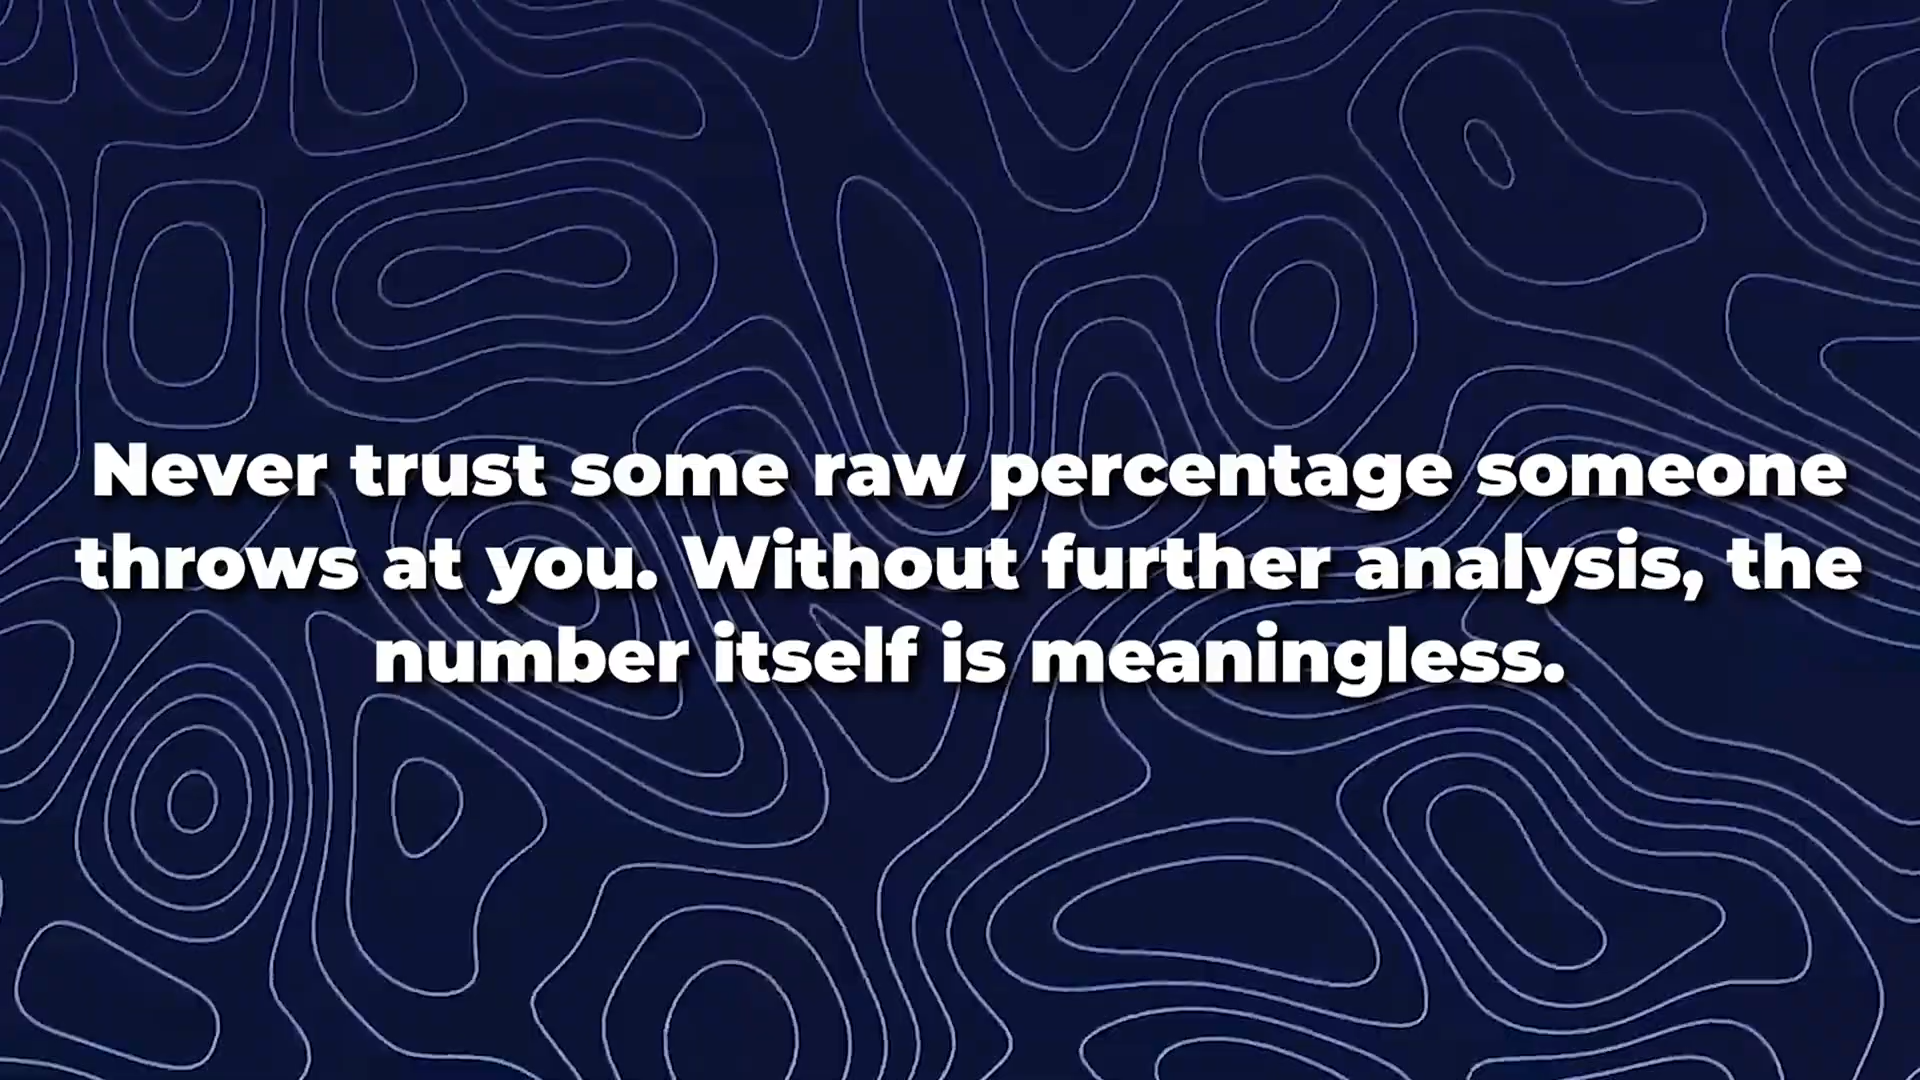 Never trust some raw percentage someone
throws at you. Without further analysis, the
number itself is meaningless.